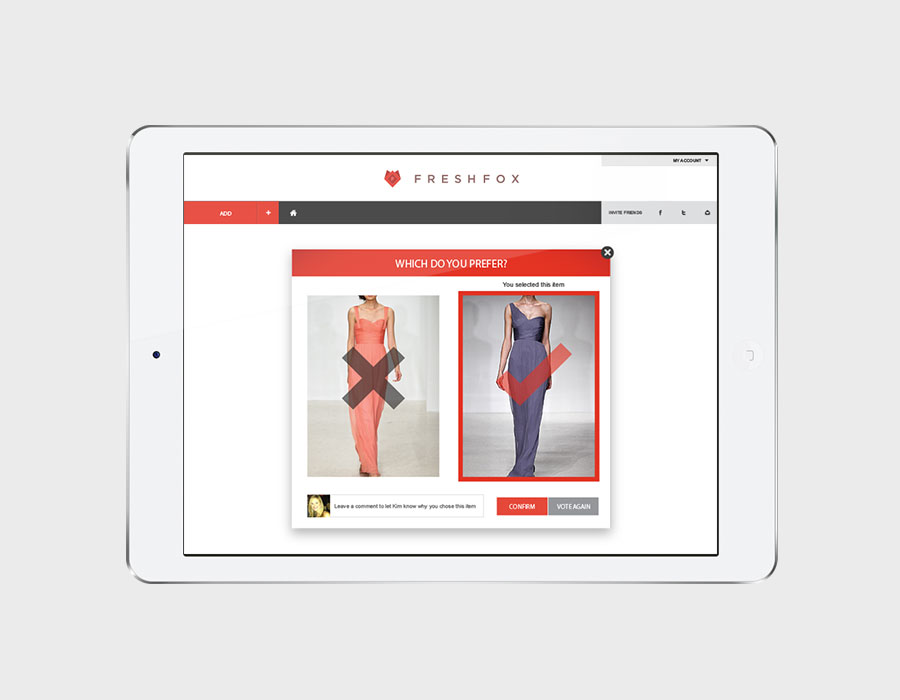 MY ACCOUNT
FRESHFOX
ADD +
INVITE FRIENDS f t
WHICH DO YOU PREFER?
You selected this item
Leave a comment to let Kim know why you chose this item
CONFIRM
VOTE AGAIN